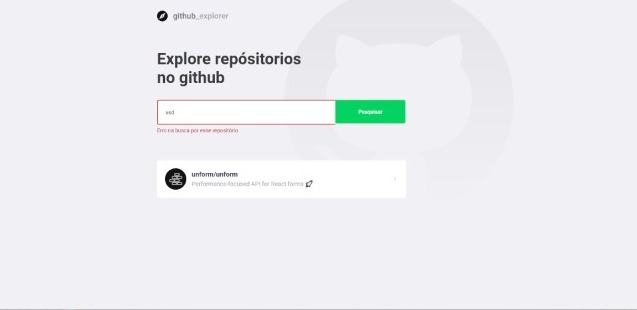 github_explorer
Explore repósitorios
no github
asd
Pesquisar
Erro na busca por esse repositório
unform/unform
Performance-focused API for React forms